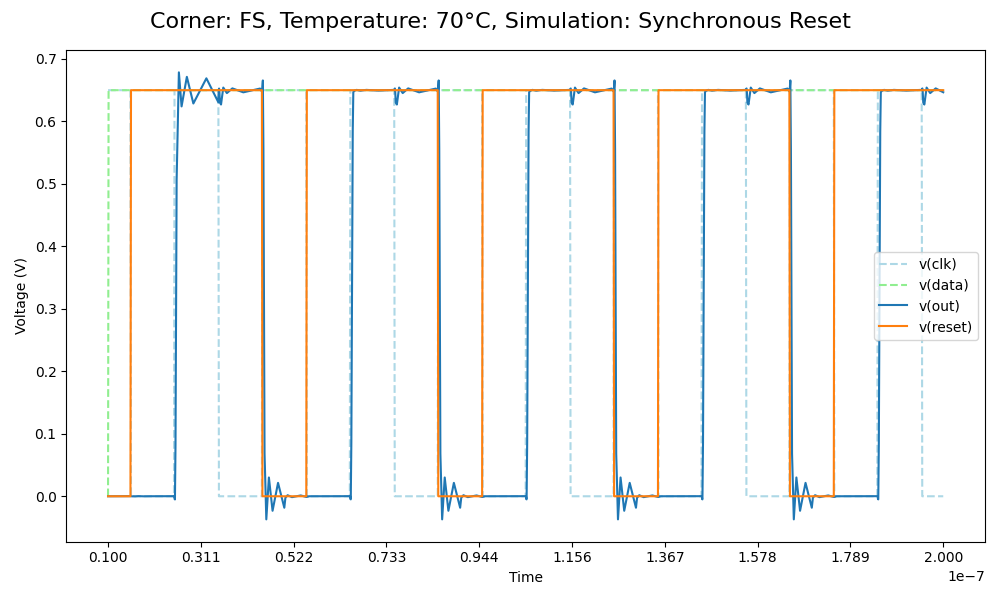 Corner: FS, Temperature: 70°C, Simulation: Synchronous Reset
Voltage (V)
0.7
0.6
0.5
0.4
0.3
0.2
0.1
0.0
v(clk)
v(data)
v(out)
v(reset)
0.100 0.311 0.522 0.733 0.944 1.156 1.367 1.578 1.789 2.000
Time
1e−7